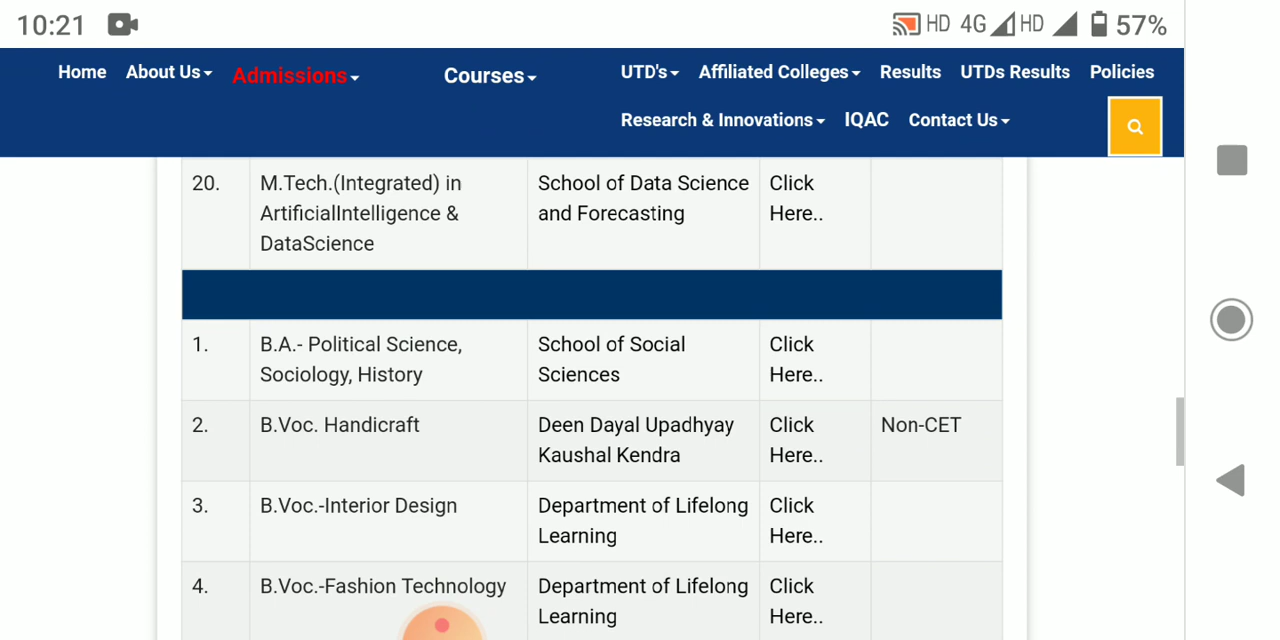 10:21 HD 4G HD 57%
Home About Us Admissions Courses UTD's Affiliated Colleges Results UTDs Results Policies
Research & Innovations IQAC Contact Us
20. M.Tech.(Integrated) in School of Data Science Click
ArtificialIntelligence & and Forecasting Here..
DataScience
1. B.A.- Political Science, School of Social Click
Sociology, History Sciences Here..
2. B.Voc. Handicraft Deen Dayal Upadhyay Click Non-CET
Kaushal Kendra Here..
3. B.Voc.-Interior Design Department of Lifelong Click
Learning Here..
4. B.Voc.-Fashion Technology Department of Lifelong Click
Learning Here..